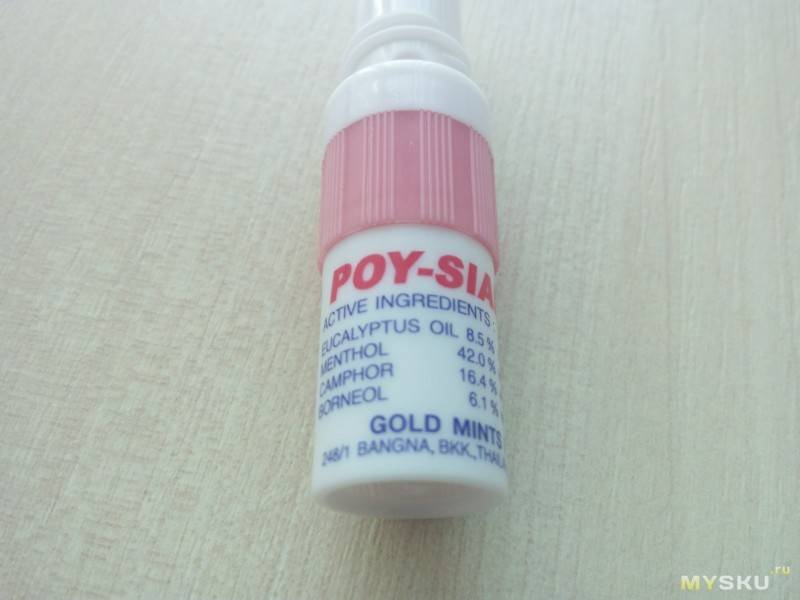 POY-SIA
ACTIVE INGREDIENTS :
EUCALYPTUS OIL 8.5 %
MENTHOL 42.0 %
CAMPHOR 16.4 %
BORNEOL 6.1 %
GOLD MINTS
248/1 BANGNA, BKK., THAILA
MYSKU.ru